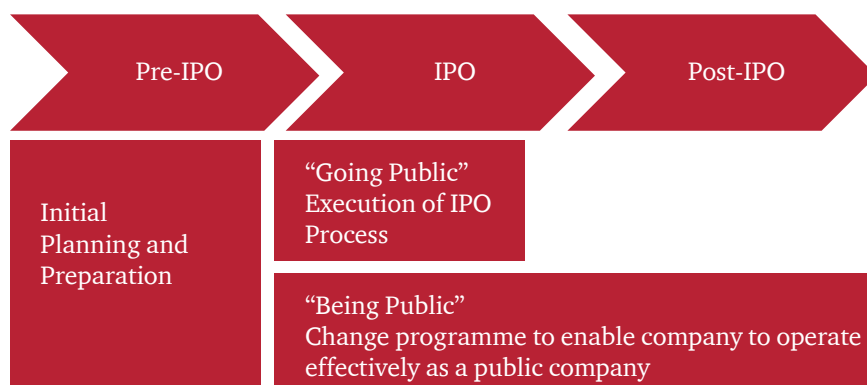 Pre-IPO
IPO
Post-IPO
Initial
Planning and
Preparation
“Going Public”
Execution of IPO
Process
“Being Public”
Change programme to enable company to operate
effectively as a public company